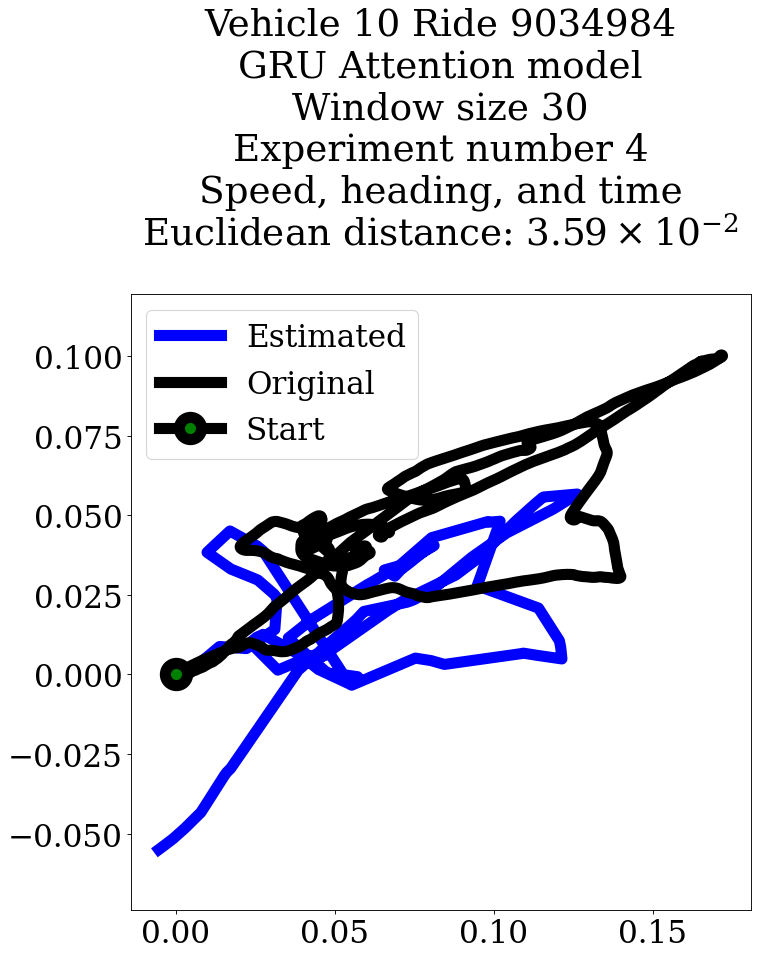 Vehicle 10 Ride 9034984
GRU Attention model
Window size 30
Experiment number 4
Speed, heading, and time
Euclidean distance: 3.59 × 10⁻²
Estimated
Original
Start
0.100
0.075
0.050
0.025
0.000
−0.025
−0.050
0.00 0.05 0.10 0.15